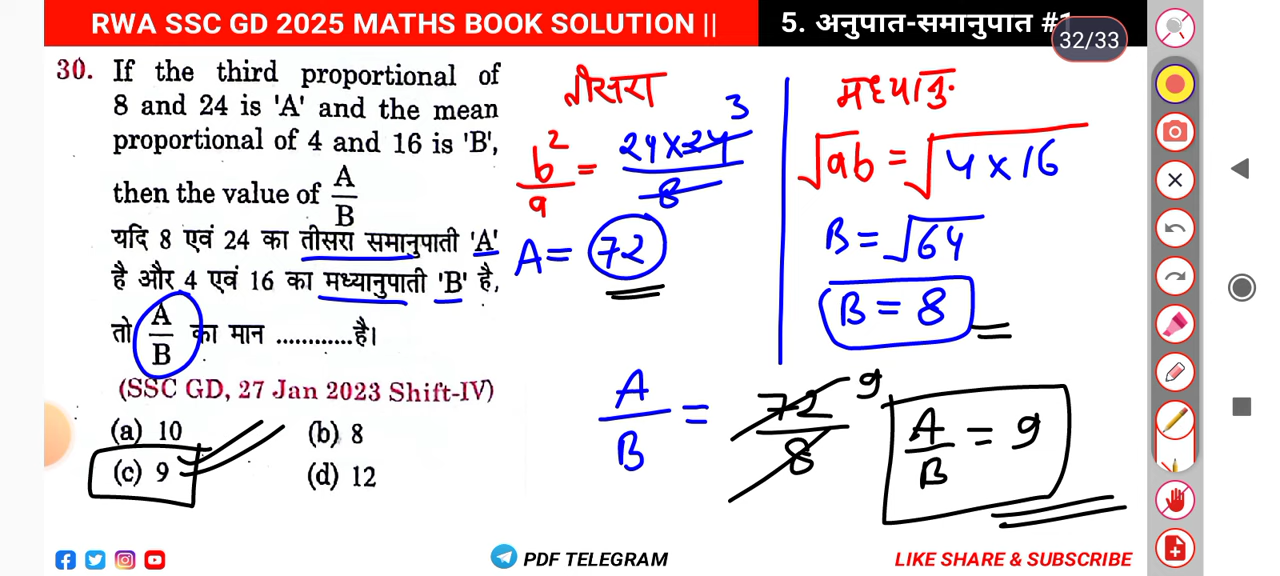 RWA SSC GD 2025 MATHS BOOK SOLUTION ||
5. अनुपात-समानुपात #1
32/33
30. If the third proportional of
8 and 24 is 'A' and the mean
proportional of 4 and 16 is 'B',
then the value of A/B
यदि 8 एवं 24 का तीसरा समानुपाती 'A'
है और 4 एवं 16 का मध्यानुपाती 'B' है,
तो A/B का मान ............है।
(SSC GD, 27 Jan 2023 Shift-IV)
(a) 10 (b) 8
(c) 9 (d) 12
तीसरा
b²/a = 24×24/8 3
A = 72
मध्यानु.
√ab = √4×16
B = √64
B = 8
A/B = 72/8 9
A/B = 9
PDF TELEGRAM
LIKE SHARE & SUBSCRIBE